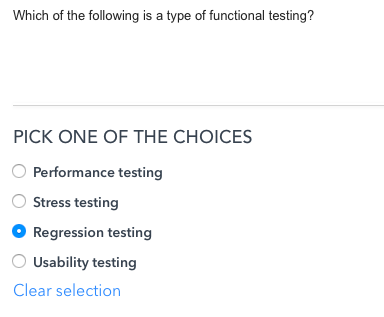 Which of the following is a type of functional testing?
PICK ONE OF THE CHOICES
Performance testing
Stress testing
Regression testing
Usability testing
Clear selection